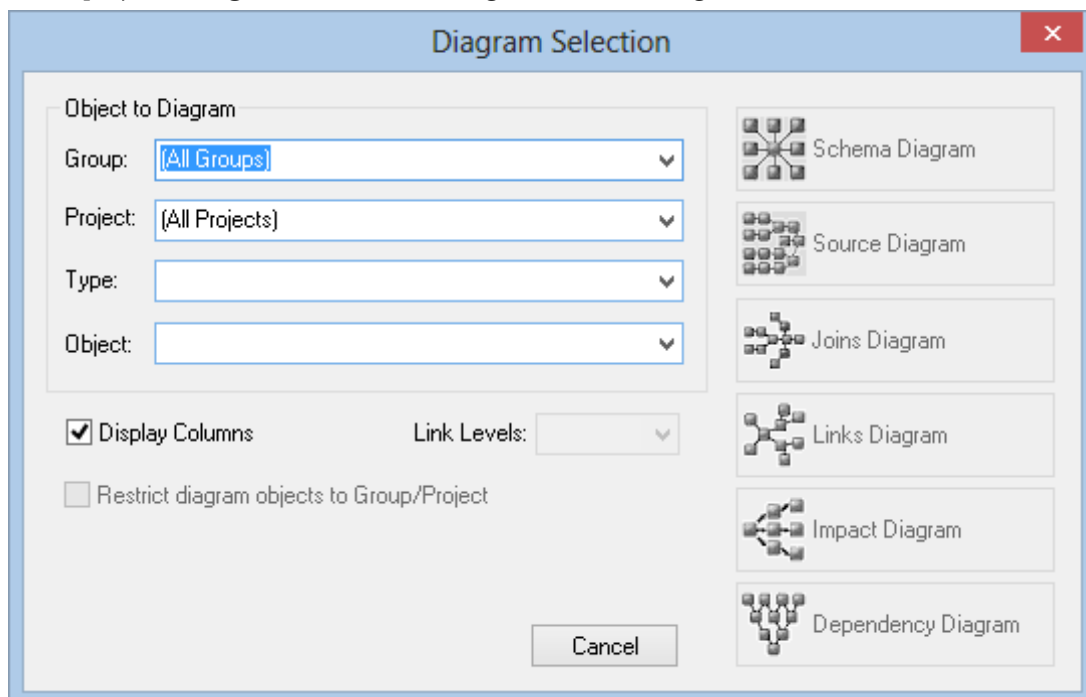 Diagram Selection
Object to Diagram
Group: (All Groups)
Project: (All Projects)
Type:
Object:
Display Columns
Link Levels:
Restrict diagram objects to Group/Project
Cancel
Schema Diagram
Source Diagram
Joins Diagram
Links Diagram
Impact Diagram
Dependency Diagram